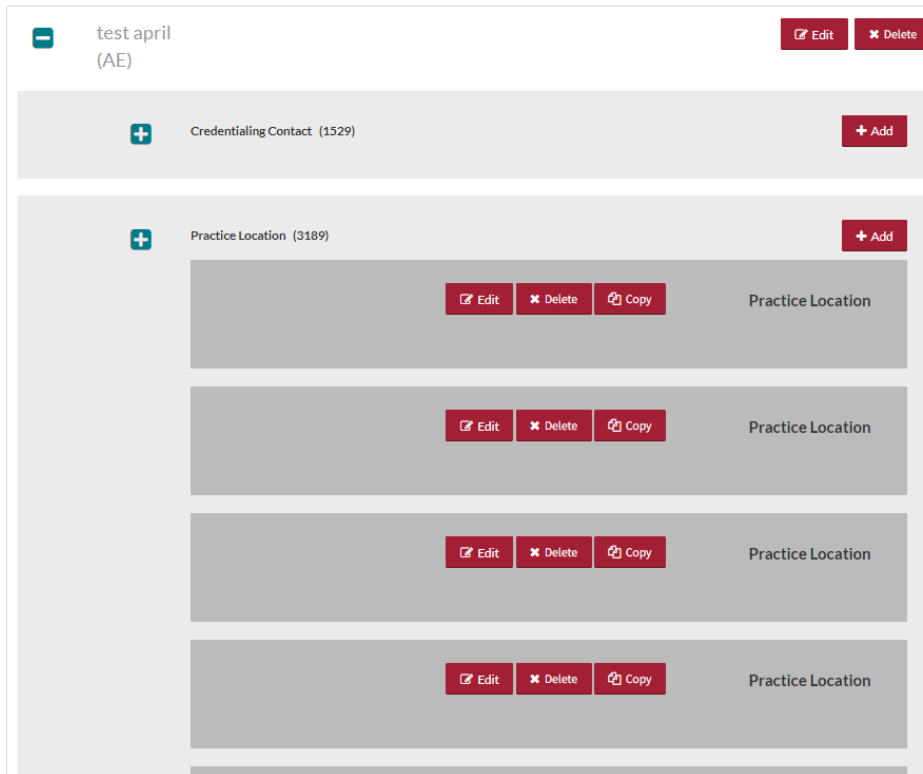 test april
(AE)
Edit
Delete
Credentialing Contact (1529)
Add
Practice Location (3189)
Add
Edit Delete Copy Practice Location
Edit Delete Copy Practice Location
Edit Delete Copy Practice Location
Edit Delete Copy Practice Location